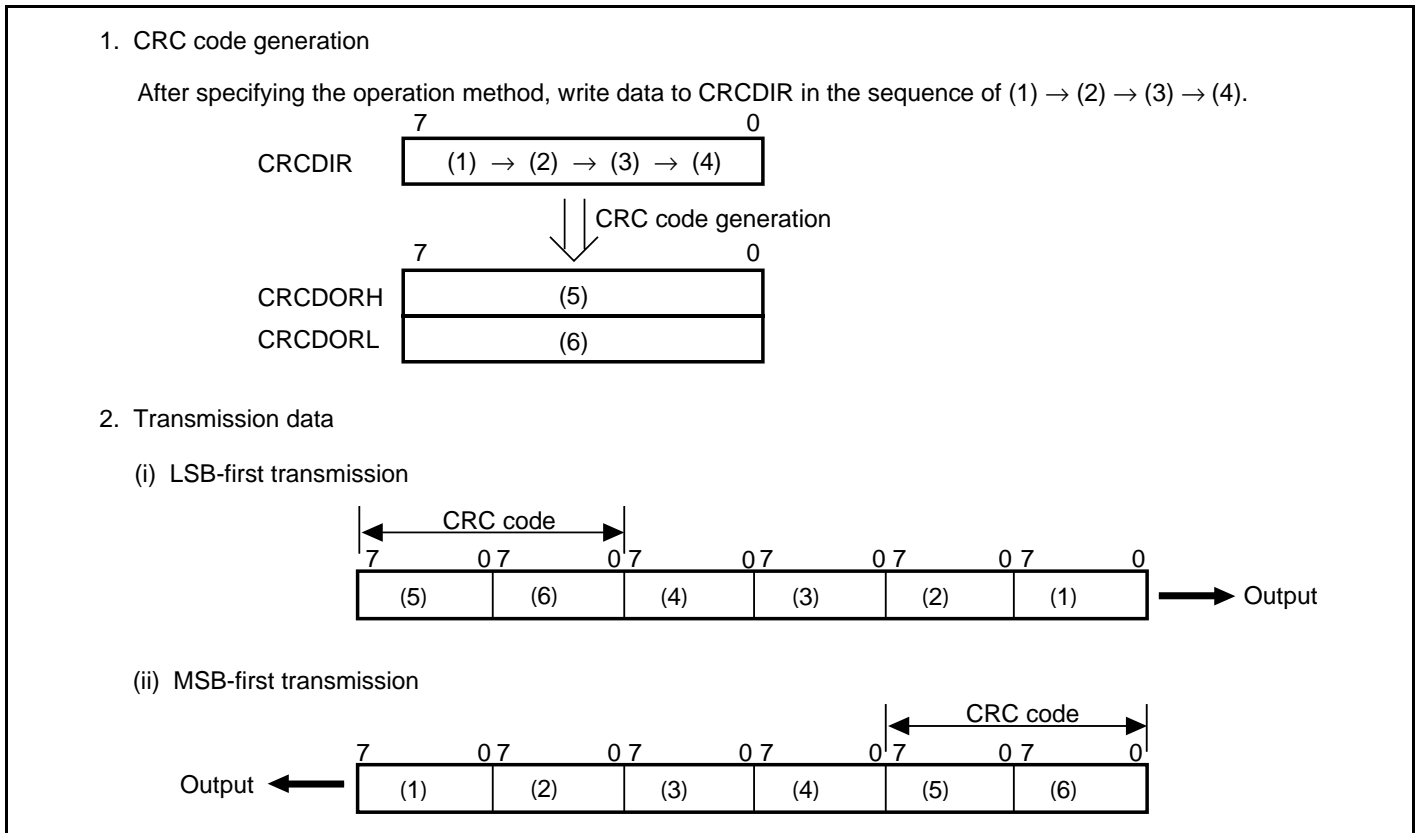 1. CRC code generation
After specifying the operation method, write data to CRCDIR in the sequence of (1) → (2) → (3) → (4).
7 0
CRCDIR (1) → (2) → (3) → (4)
CRC code generation
7 0
CRCDORH (5)
CRCDORL (6)
2. Transmission data
(i) LSB-first transmission
CRC code
7 0 7 0 7 0 7 0 7 0 7 0
(5) (6) (4) (3) (2) (1) Output
(ii) MSB-first transmission
CRC code
7 0 7 0 7 0 7 0 7 0 7 0
Output (1) (2) (3) (4) (5) (6)